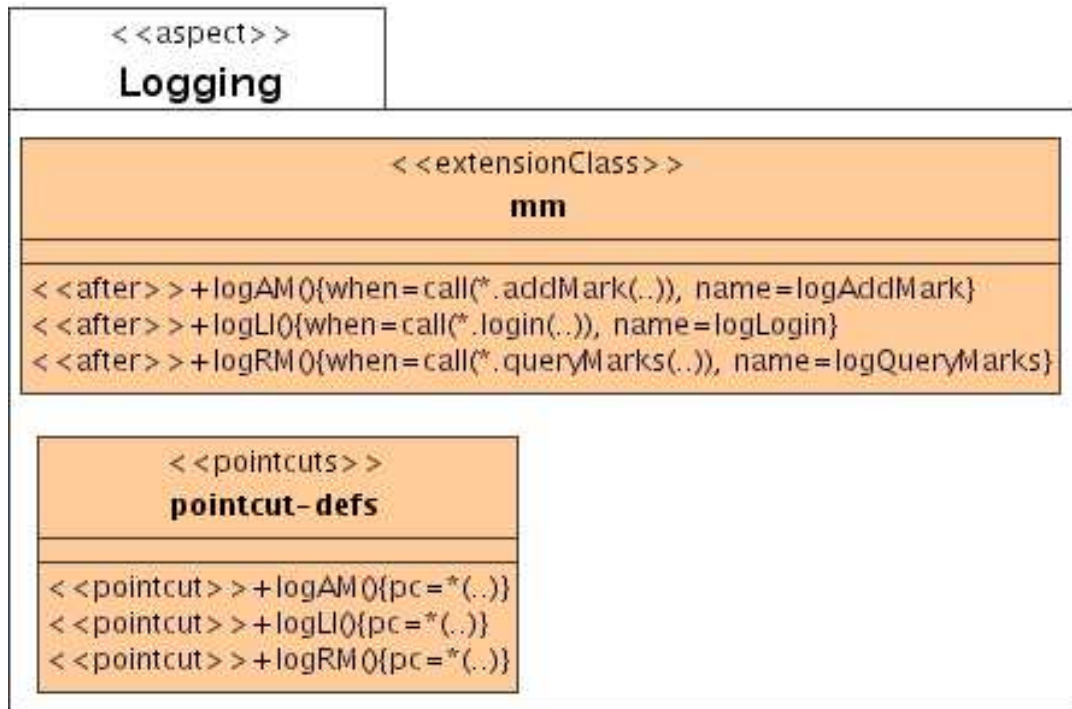 < <aspect> >
Logging
< <extensionClass> >
mm
< <after> > +logAM(){when=call(*.addMark(..)), name=logAddMark}
< <after> > +logLI(){when=call(*.login(..)), name=logLogin}
< <after> > +logRM(){when=call(*.queryMarks(..)), name=logQueryMarks}
< <pointcuts> >
pointcut-defs
< <pointcut> > +logAM(){pc=*(..)}
< <pointcut> > +logLI(){pc=*(..)}
< <pointcut> > +logRM(){pc=*(..)}